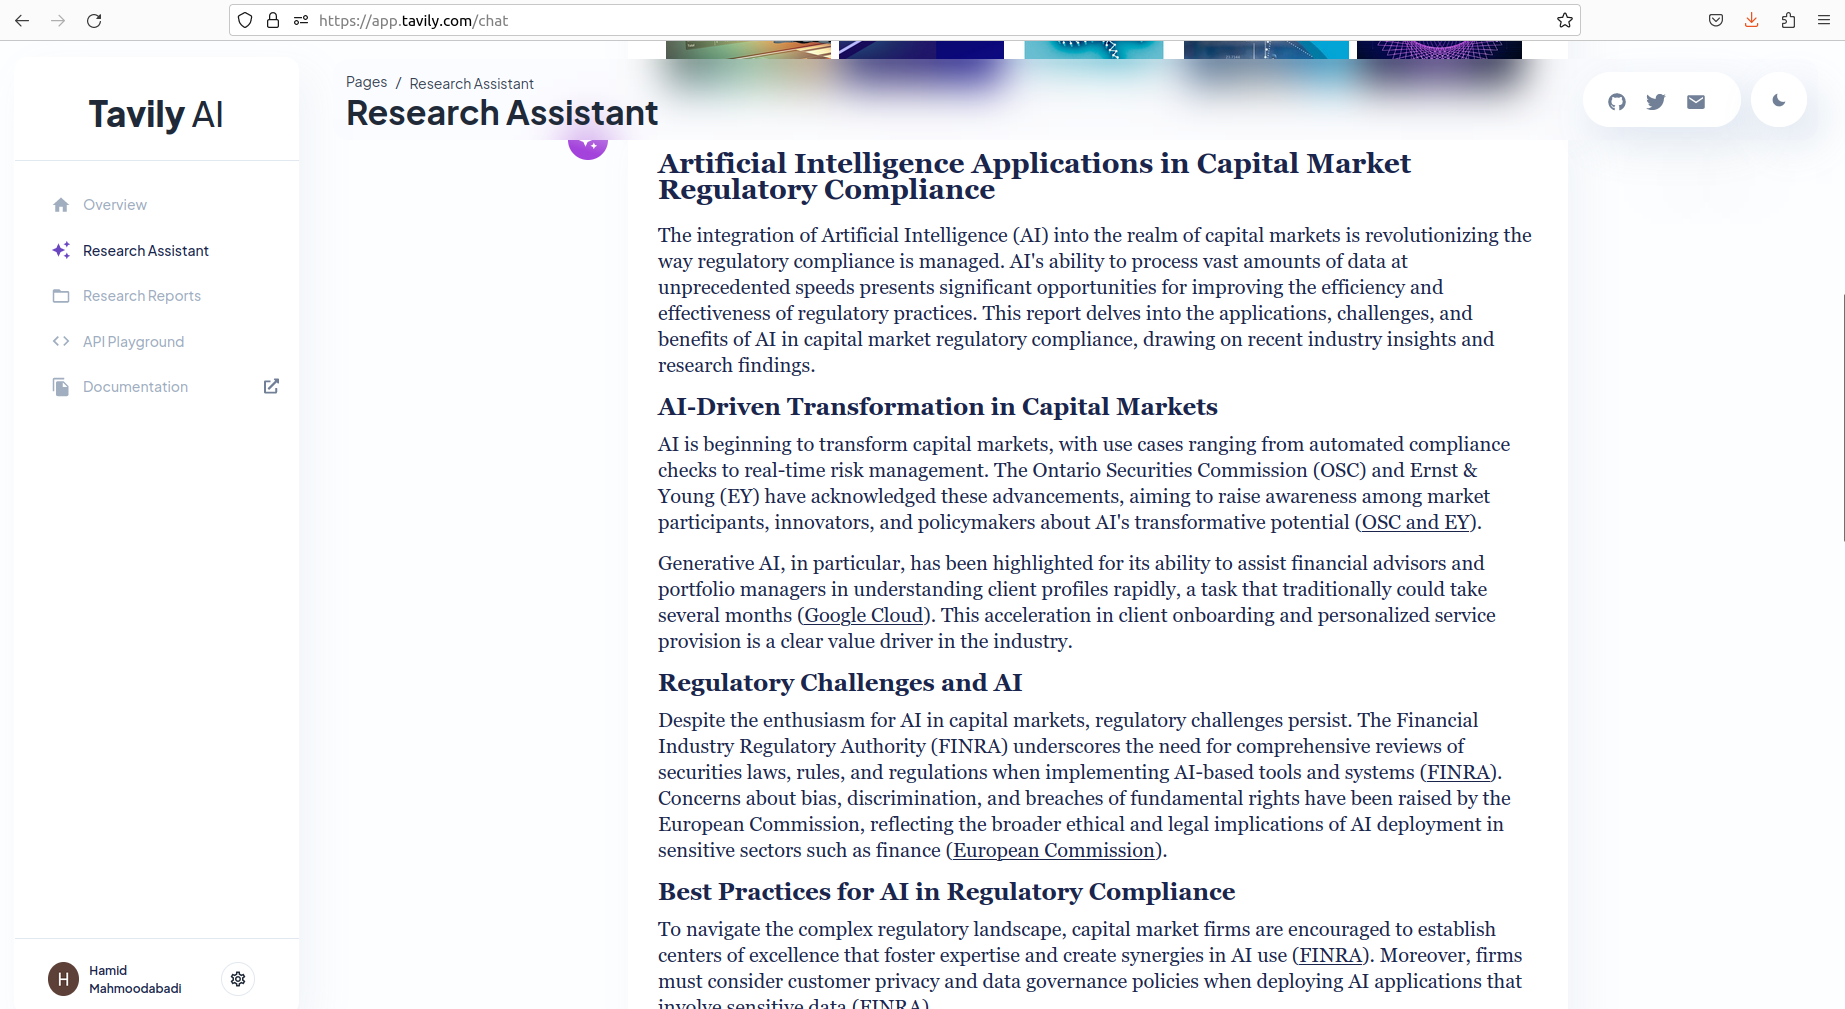 https://app.tavily.com/chat
Tavily AI
Overview
Research Assistant
Research Reports
API Playground
Documentation
Hamid
Mahmoodabadi
H
Pages / Research Assistant
Research Assistant
Artificial Intelligence Applications in Capital Market
Regulatory Compliance
The integration of Artificial Intelligence (AI) into the realm of capital markets is revolutionizing the
way regulatory compliance is managed. AI's ability to process vast amounts of data at
unprecedented speeds presents significant opportunities for improving the efficiency and
effectiveness of regulatory practices. This report delves into the applications, challenges, and
benefits of AI in capital market regulatory compliance, drawing on recent industry insights and
research findings.
AI-Driven Transformation in Capital Markets
AI is beginning to transform capital markets, with use cases ranging from automated compliance
checks to real-time risk management. The Ontario Securities Commission (OSC) and Ernst &
Young (EY) have acknowledged these advancements, aiming to raise awareness among market
participants, innovators, and policymakers about AI's transformative potential (OSC and EY).
Generative AI, in particular, has been highlighted for its ability to assist financial advisors and
portfolio managers in understanding client profiles rapidly, a task that traditionally could take
several months (Google Cloud). This acceleration in client onboarding and personalized service
provision is a clear value driver in the industry.
Regulatory Challenges and AI
Despite the enthusiasm for AI in capital markets, regulatory challenges persist. The Financial
Industry Regulatory Authority (FINRA) underscores the need for comprehensive reviews of
securities laws, rules, and regulations when implementing AI-based tools and systems (FINRA).
Concerns about bias, discrimination, and breaches of fundamental rights have been raised by the
European Commission, reflecting the broader ethical and legal implications of AI deployment in
sensitive sectors such as finance (European Commission).
Best Practices for AI in Regulatory Compliance
To navigate the complex regulatory landscape, capital market firms are encouraged to establish
centers of excellence that foster expertise and create synergies in AI use (FINRA). Moreover, firms
must consider customer privacy and data governance policies when deploying AI applications that
involve sensitive data (FINRA).